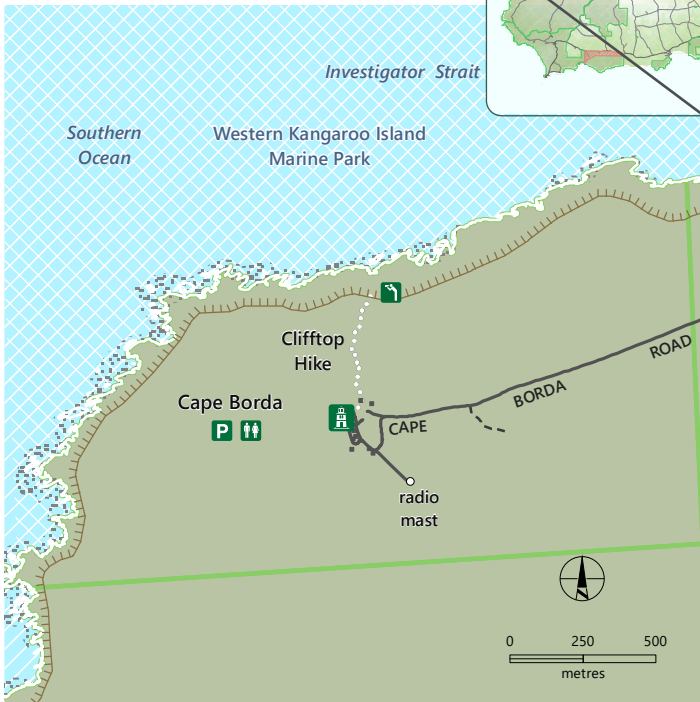 Investigator Strait
Southern
Ocean
Western Kangaroo Island
Marine Park
Clifftop
Hike
ROAD
BORDA
CAPE
Cape Borda
P
radio
mast
0 250 500
metres